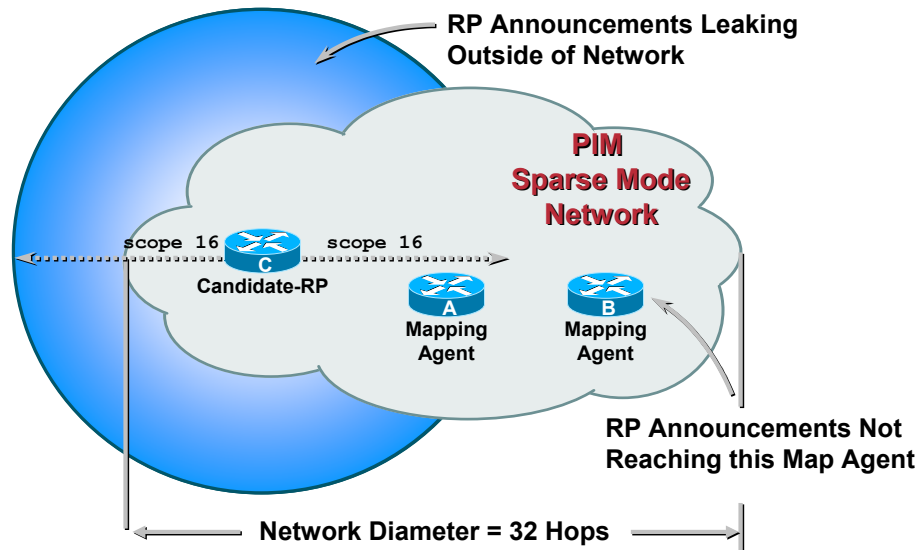 RP Announcements Leaking
Outside of Network
PIM
Sparse Mode
Network
scope 16
scope 16
C
Candidate-RP
A
Mapping
Agent
B
Mapping
Agent
RP Announcements Not
Reaching this Map Agent
Network Diameter = 32 Hops